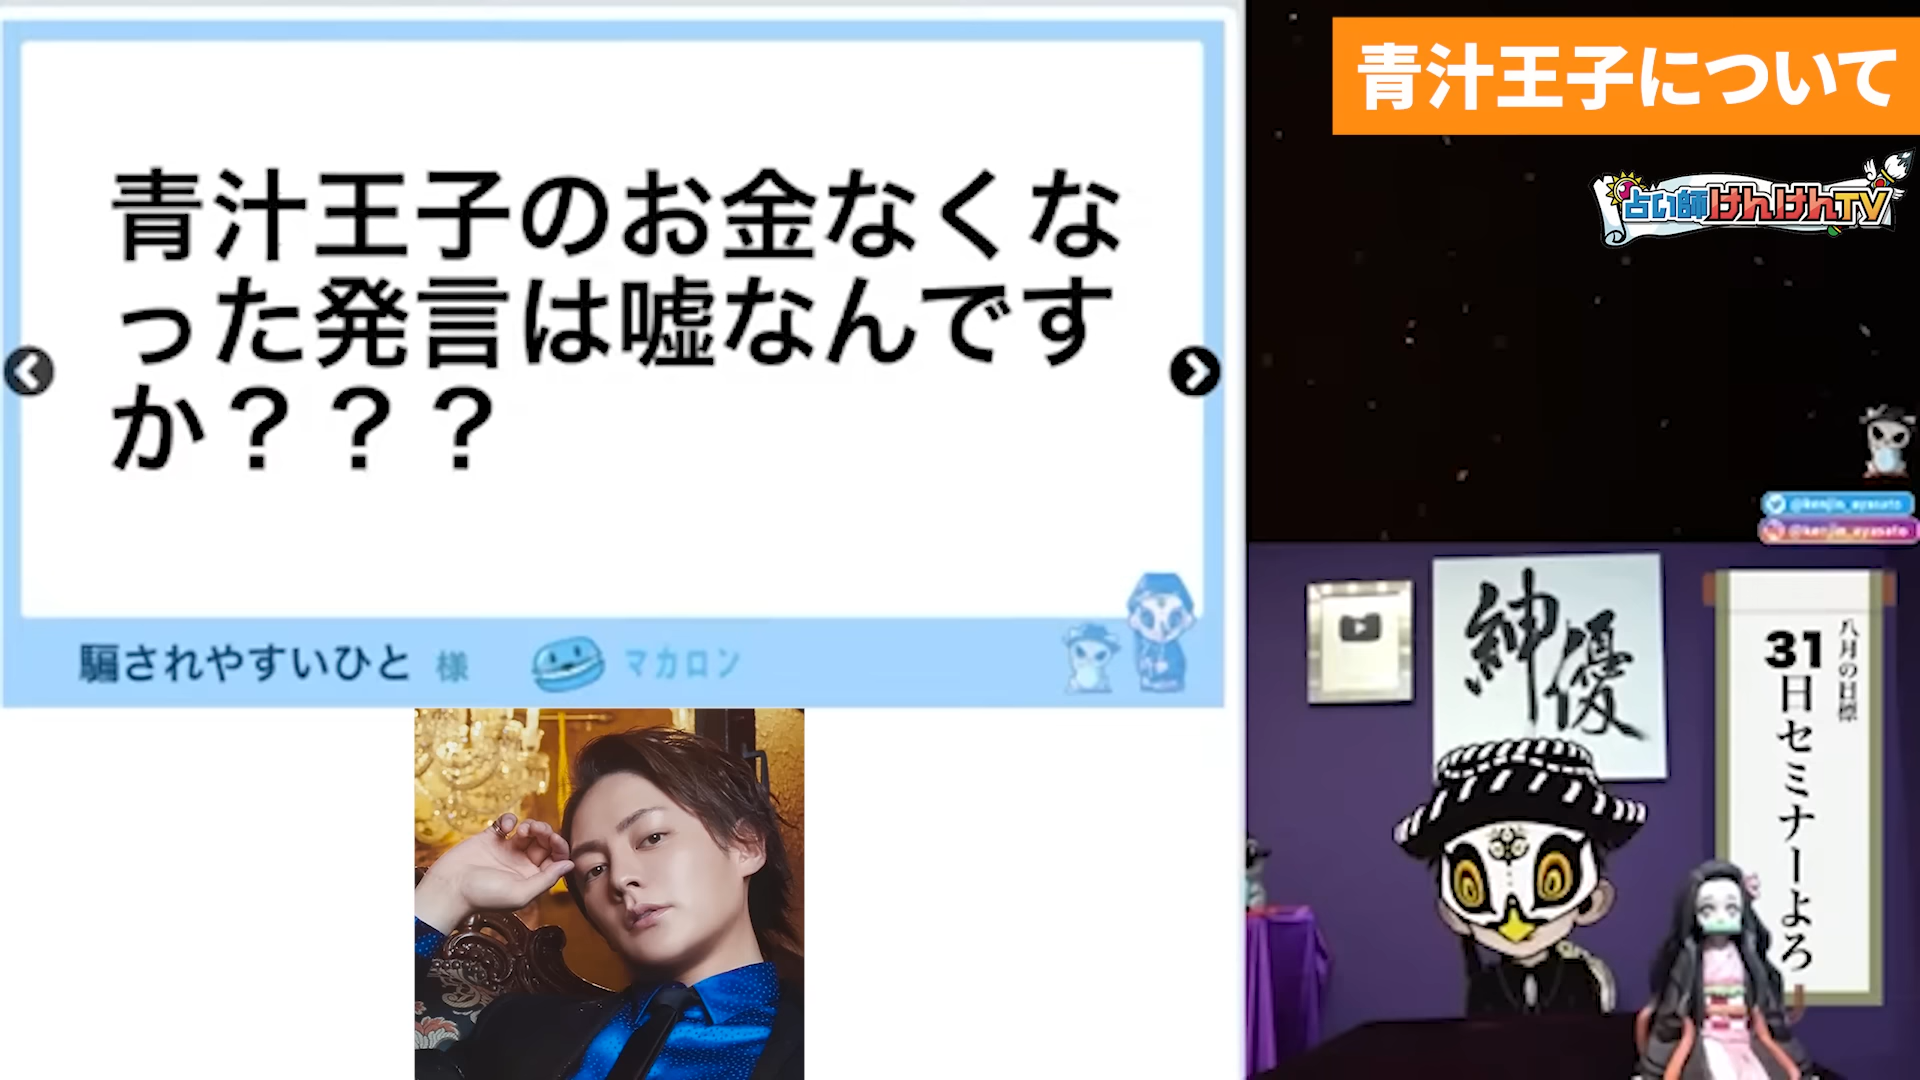 青汁王子のお金なくな
った発言は嘘なんです
か？？？
騙されやすいひと 様
マカロン
青汁王子について
占い師けんけんTV
@kenjin_ayasato
@kenjin_ayasato
紳優
八月の目標
31日セミナーよろ